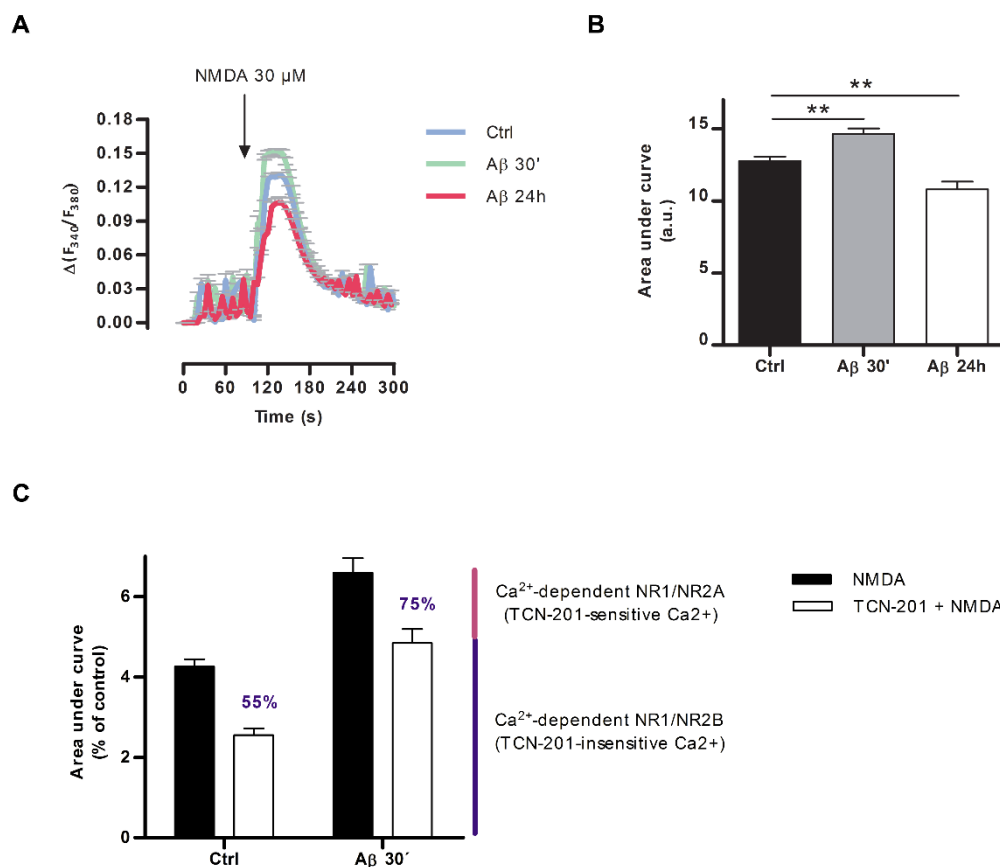 A
NMDA 30 µM
0.18
0.15
0.12
0.09
0.06
0.03
0.00
Δ(F340/F380)
Ctrl
Aβ 30'
Aβ 24h
0 60 120 180 240 300
Time (s)
B
**
**
15
10
5
0
Area under curve
(a.u.)
Ctrl Aβ 30' Aβ 24h
C
6
4
2
0
Area under curve
(% of control)
55%
75%
Ctrl Aβ 30´
Ca²⁺-dependent NR1/NR2A
(TCN-201-sensitive Ca2+)
Ca²⁺-dependent NR1/NR2B
(TCN-201-insensitive Ca2+)
NMDA
TCN-201 + NMDA